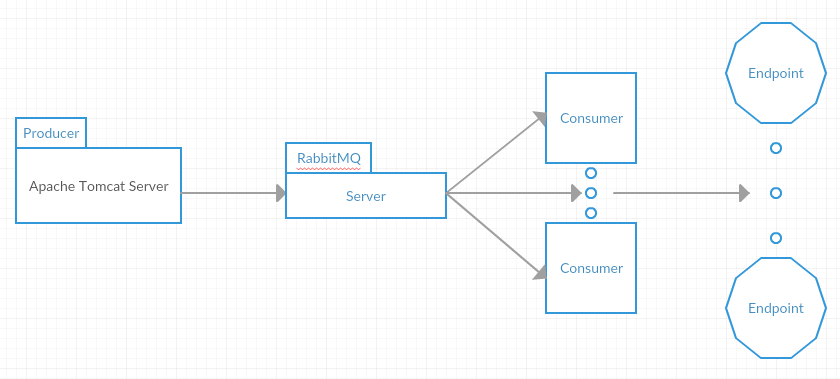 Producer
Apache Tomcat Server
RabbitMQ
Server
Consumer
Consumer
Endpoint
Endpoint